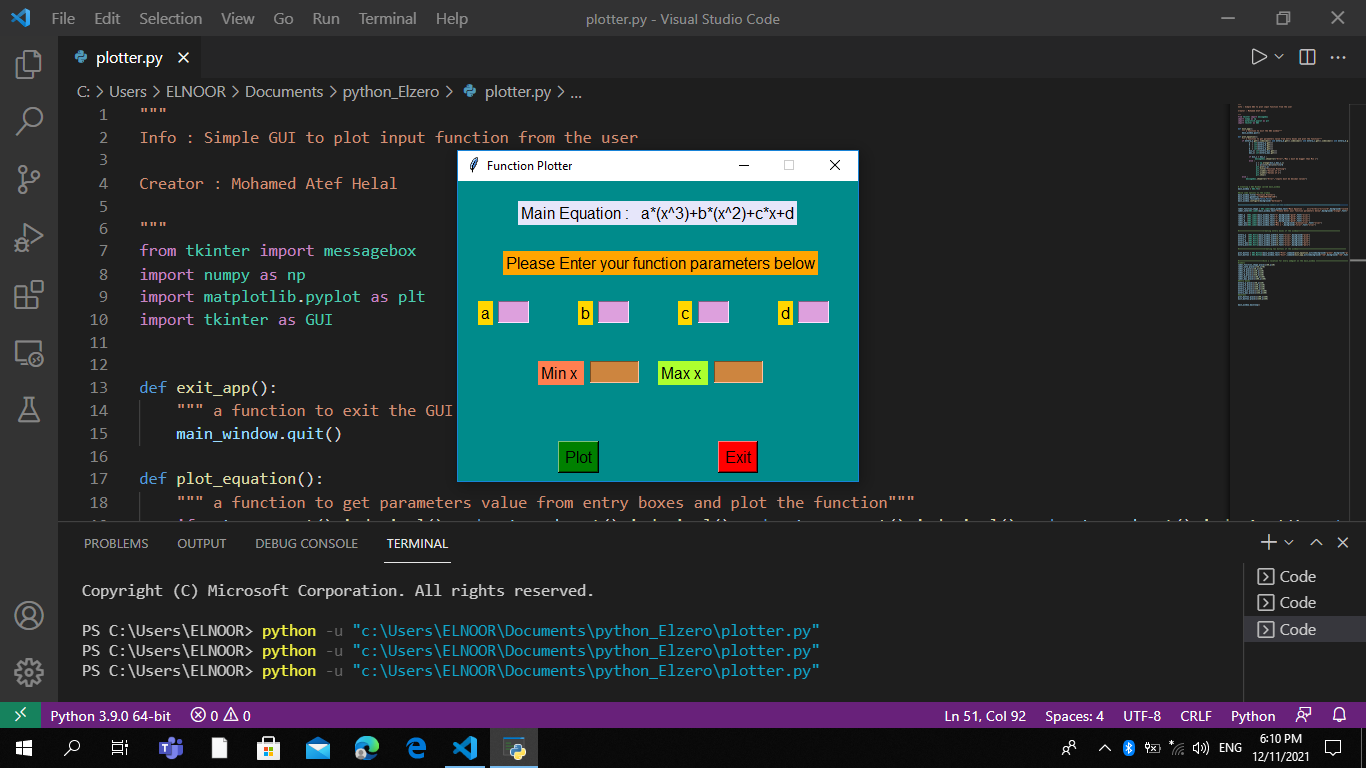 File Edit Selection View Go Run Terminal Help plotter.py - Visual Studio Code
plotter.py
C: > Users > ELNOOR > Documents > python_Elzero > plotter.py > ...
1 """
2 Info : Simple GUI to plot input function from the user
3
4 Creator : Mohamed Atef Helal
5
6 """
7 from tkinter import messagebox
8 import numpy as np
9 import matplotlib.pyplot as plt
10 import tkinter as GUI
11
12
13 def exit_app():
14 """ a function to exit the GUI
15 main_window.quit()
16
17 def plot_equation():
18 """ a function to get parameters value from entry boxes and plot the function"""
Function Plotter
Main Equation : a*(x^3)+b*(x^2)+c*x+d
Please Enter your function parameters below
a b c d
Min x Max x
Plot Exit
PROBLEMS OUTPUT DEBUG CONSOLE TERMINAL
Copyright (C) Microsoft Corporation. All rights reserved.
PS C:\Users\ELNOOR> python -u "c:\Users\ELNOOR\Documents\python_Elzero\plotter.py"
PS C:\Users\ELNOOR> python -u "c:\Users\ELNOOR\Documents\python_Elzero\plotter.py"
PS C:\Users\ELNOOR> python -u "c:\Users\ELNOOR\Documents\python_Elzero\plotter.py"
Code
Code
Code
Python 3.9.0 64-bit 0 0 Ln 51, Col 92 Spaces: 4 UTF-8 CRLF Python
ENG
6:10 PM
12/11/2021